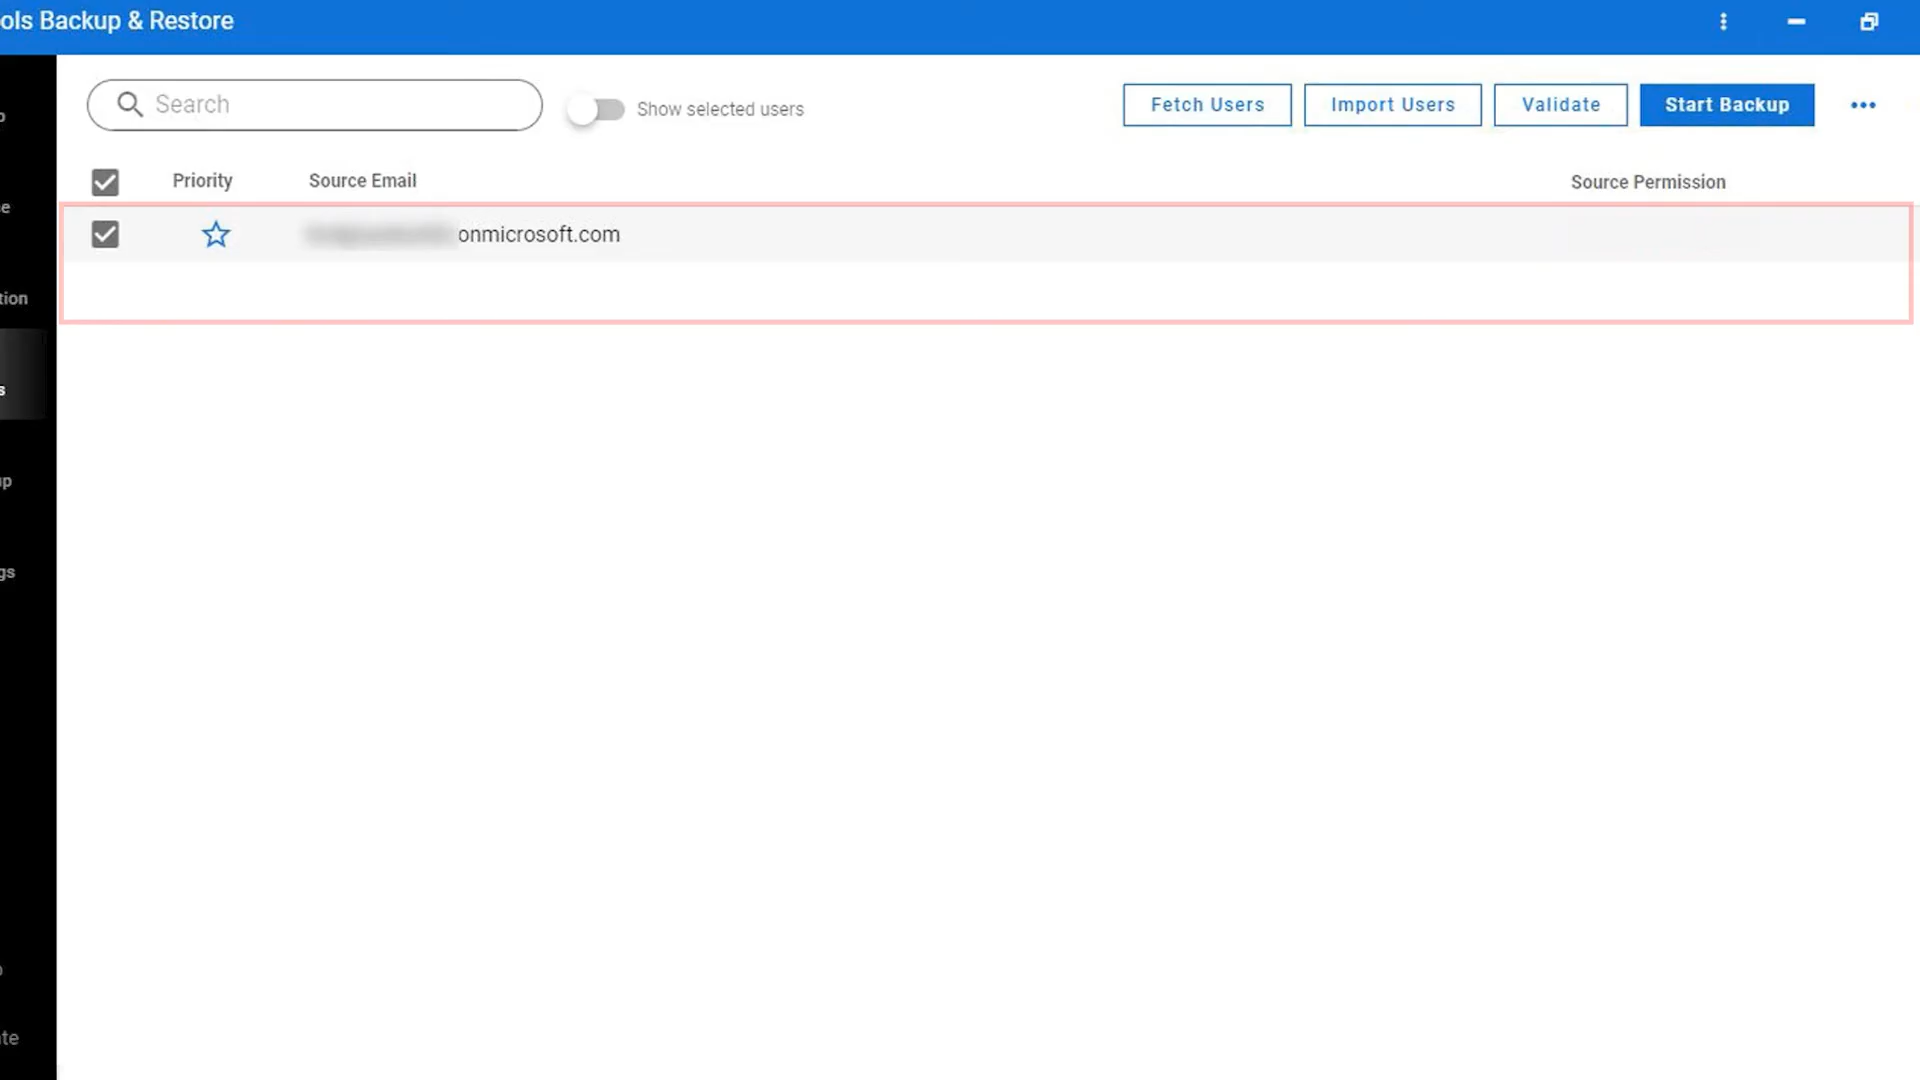 ols Backup & Restore
Search
Show selected users
Fetch Users
Import Users
Validate
Start Backup
Priority
Source Email
Source Permission
onmicrosoft.com
tion
s
up
gs
te